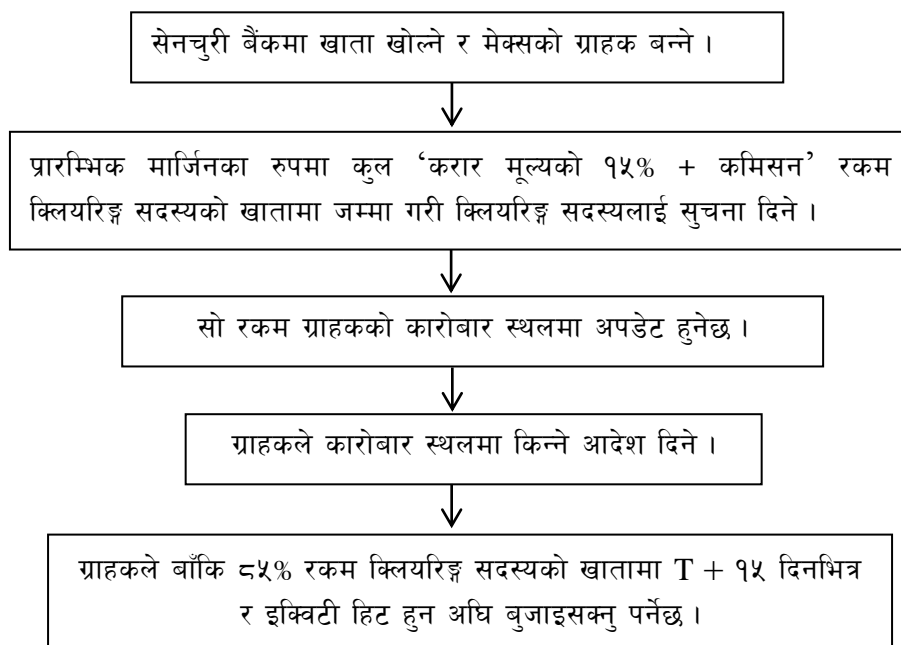 सेनचुरी बैंकमा खाता खोल्ने र मेक्सको ग्राहक बन्ने ।
प्रारम्भिक मार्जिनका रुपमा कुल ‘करार मूल्यको १५% + कमिसन’ रकम
क्लियरिङ्ग सदस्यको खातामा जम्मा गरी क्लियरिङ्ग सदस्यलाई सुचना दिने ।
सो रकम ग्राहकको कारोबार स्थलमा अपडेट हुनेछ ।
ग्राहकले कारोबार स्थलमा किन्ने आदेश दिने ।
ग्राहकले बाँकि ८५% रकम क्लियरिङ्ग सदस्यको खातामा T + १५ दिनभित्र
र इक्विटी हिट हुन अघि बुजाइसक्नु पर्नेछ ।